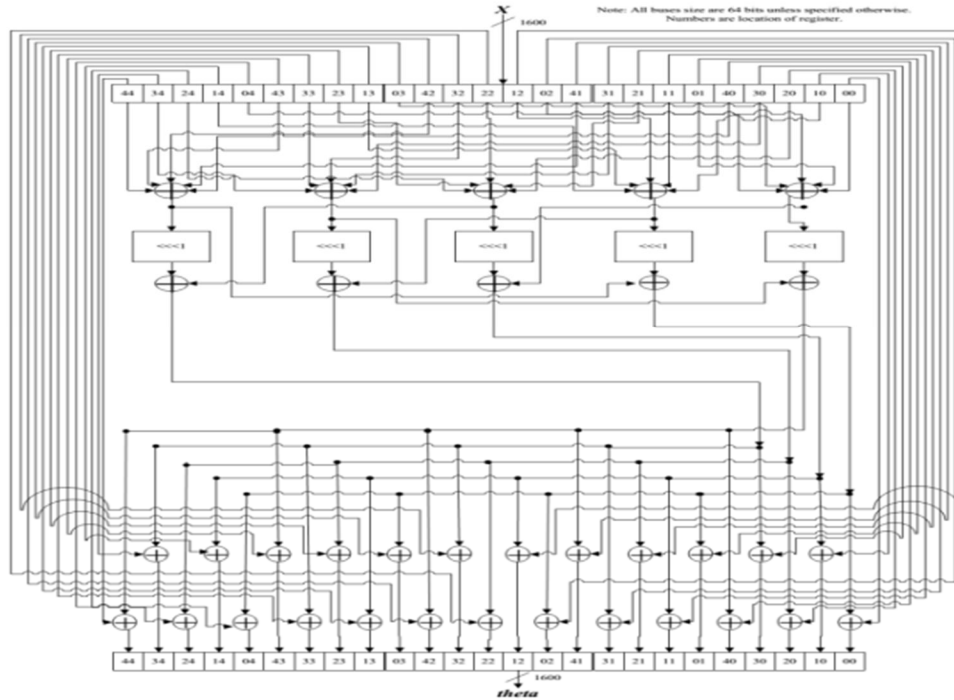 X
Note: All buses size are 64 bits unless specified otherwise.
Numbers are location of register.
1600
44 34 24 14 04 43 33 23 13 03 42 32 22 12 02 41 31 21 11 01 40 30 20 10 00
<<<1 <<<1 <<<1 <<<1 <<<1
44 34 24 14 04 43 33 23 13 03 42 32 22 12 02 41 31 21 11 01 40 30 20 10 00
1600
theta